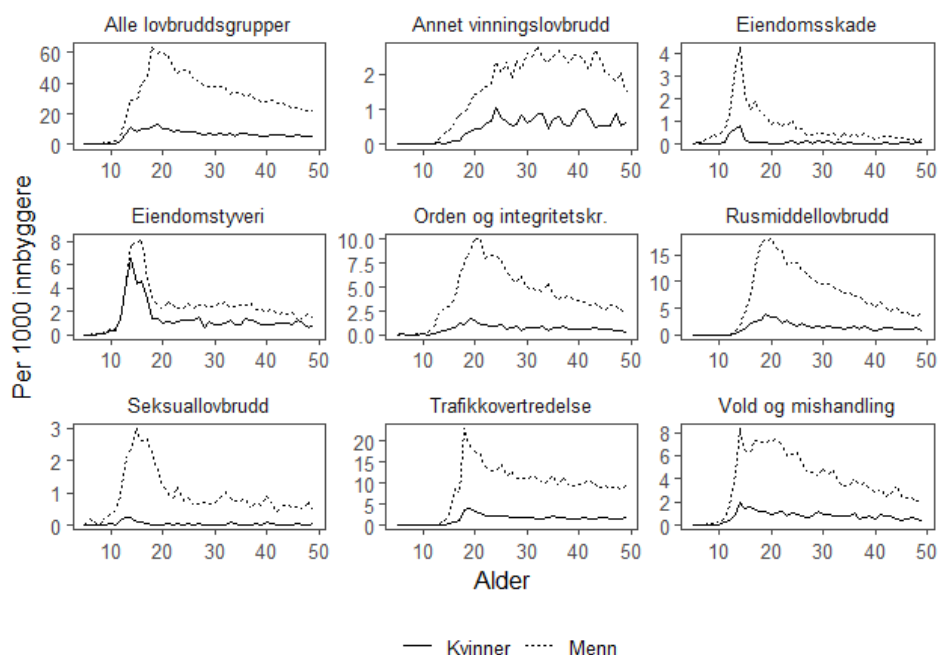 Alle lovbruddsgrupper
Annet vinningslovbrudd
Eiendomsskade
60
40
20
0
10 20 30 40 50
2
1
0
10 20 30 40 50
4
3
2
1
0
10 20 30 40 50
Eiendomstyveri
Orden og integritetskr.
Rusmiddellovbrudd
8
6
4
2
0
10 20 30 40 50
10.0
7.5
5.0
2.5
0.0
10 20 30 40 50
15
10
5
0
10 20 30 40 50
Seksuallovbrudd
Trafikkovertredelse
Vold og mishandling
3
2
1
0
10 20 30 40 50
20
15
10
5
0
10 20 30 40 50
8
6
4
2
0
10 20 30 40 50
Per 1000 innbyggere
Alder
Kvinner Menn